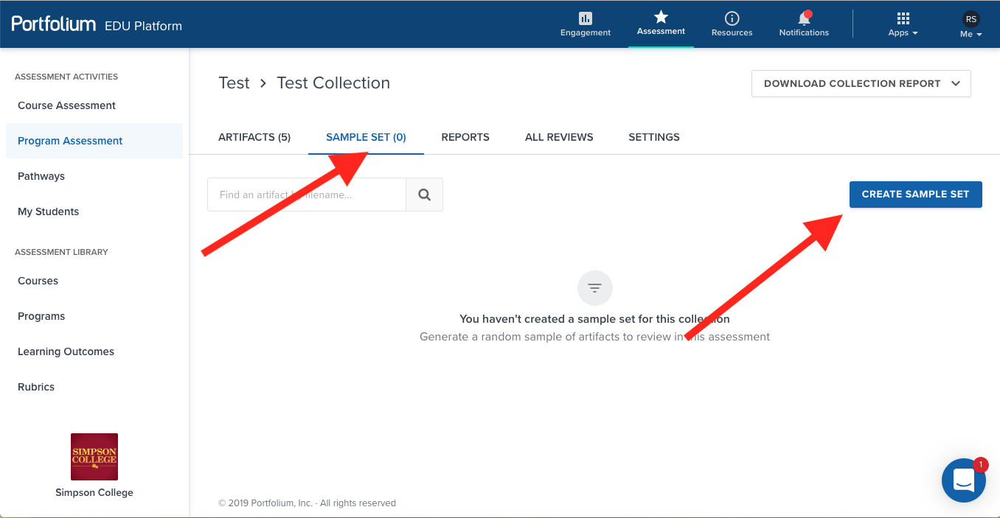 Portfolium EDU Platform
Engagement
Assessment
Resources
Notifications
Apps
RS
Me
ASSESSMENT ACTIVITIES
Course Assessment
Program Assessment
Pathways
My Students
ASSESSMENT LIBRARY
Courses
Programs
Learning Outcomes
Rubrics
SIMPSON
COLLEGE
Simpson College
Test > Test Collection
DOWNLOAD COLLECTION REPORT
ARTIFACTS (5)
SAMPLE SET (0)
REPORTS
ALL REVIEWS
SETTINGS
Find an artifact by filename...
CREATE SAMPLE SET
You haven't created a sample set for this collection
Generate a random sample of artifacts to review in this assessment
1
© 2019 Portfolium, Inc. · All rights reserved